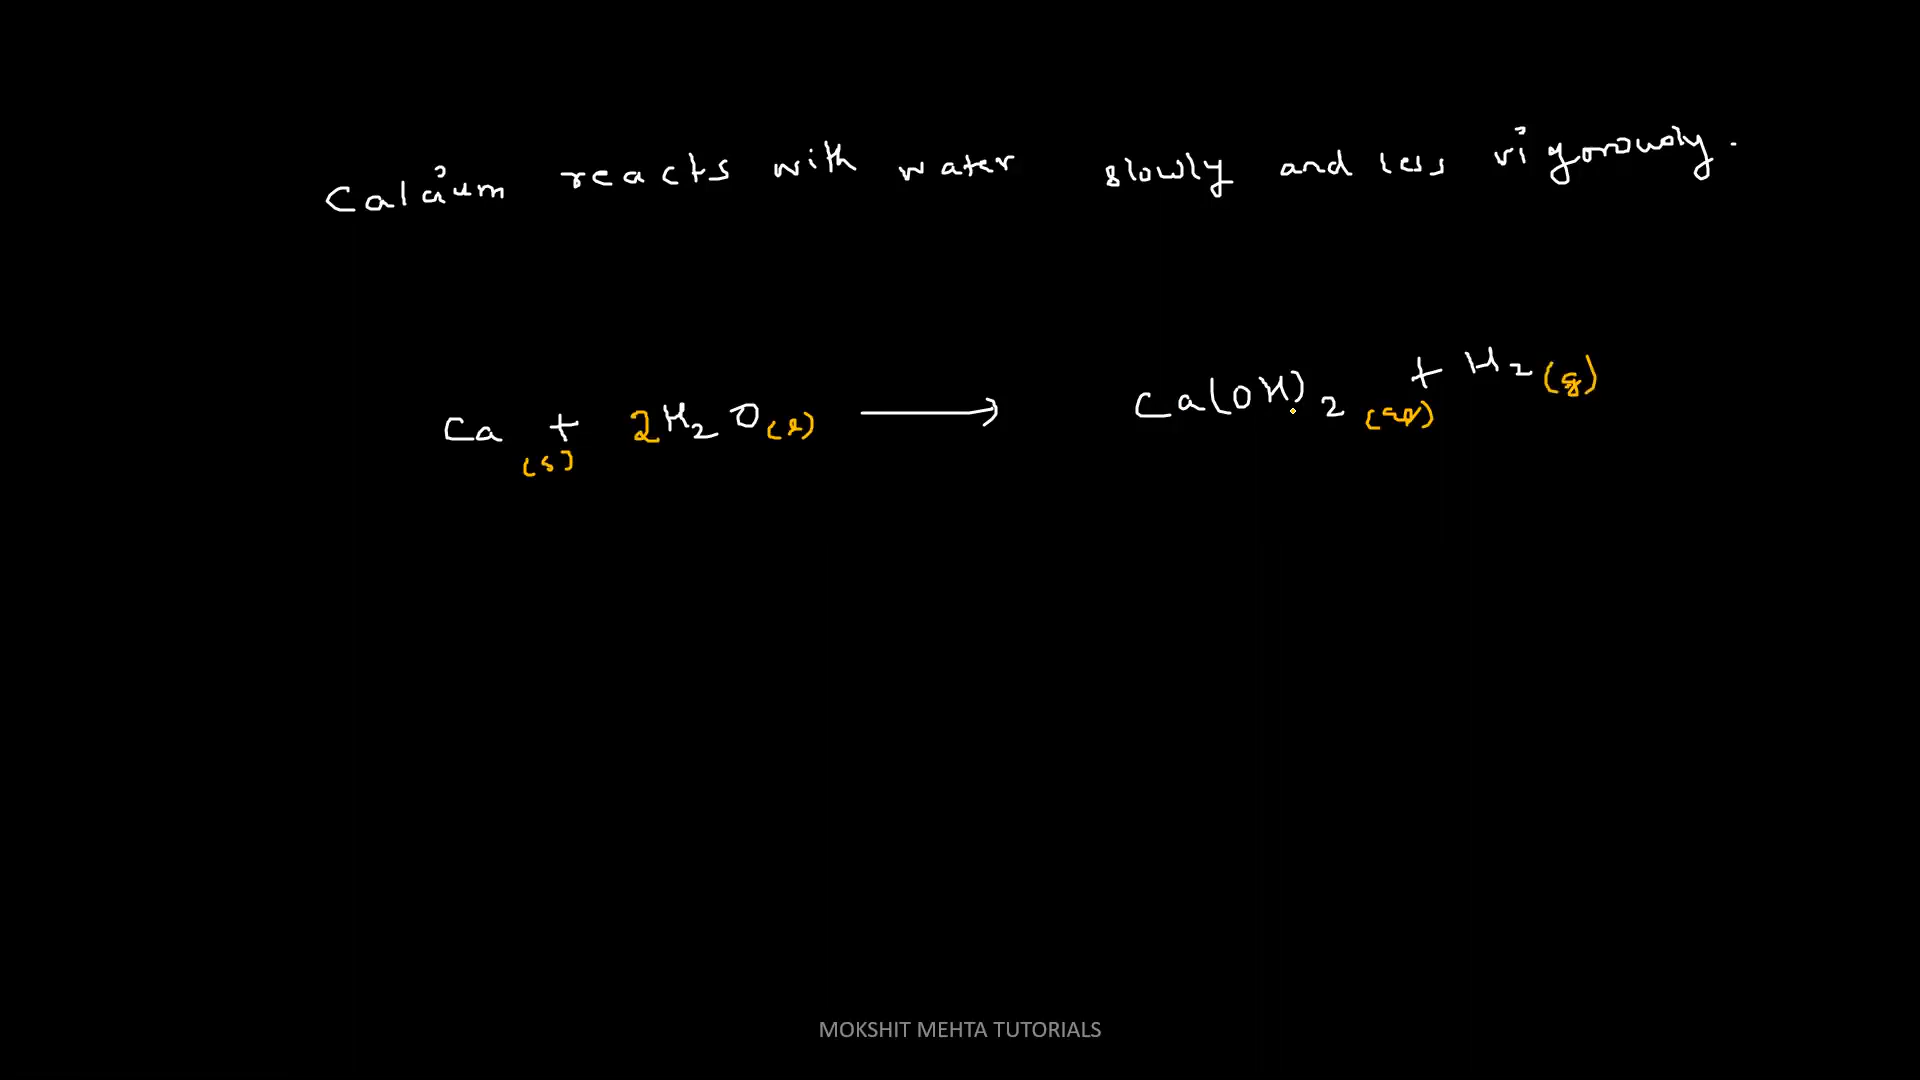 Calcium reacts with water slowly and less vigorously.
Ca(s) + 2H2O(l) → Ca(OH)2(aq) + H2(g)
MOKSHIT MEHTA TUTORIALS